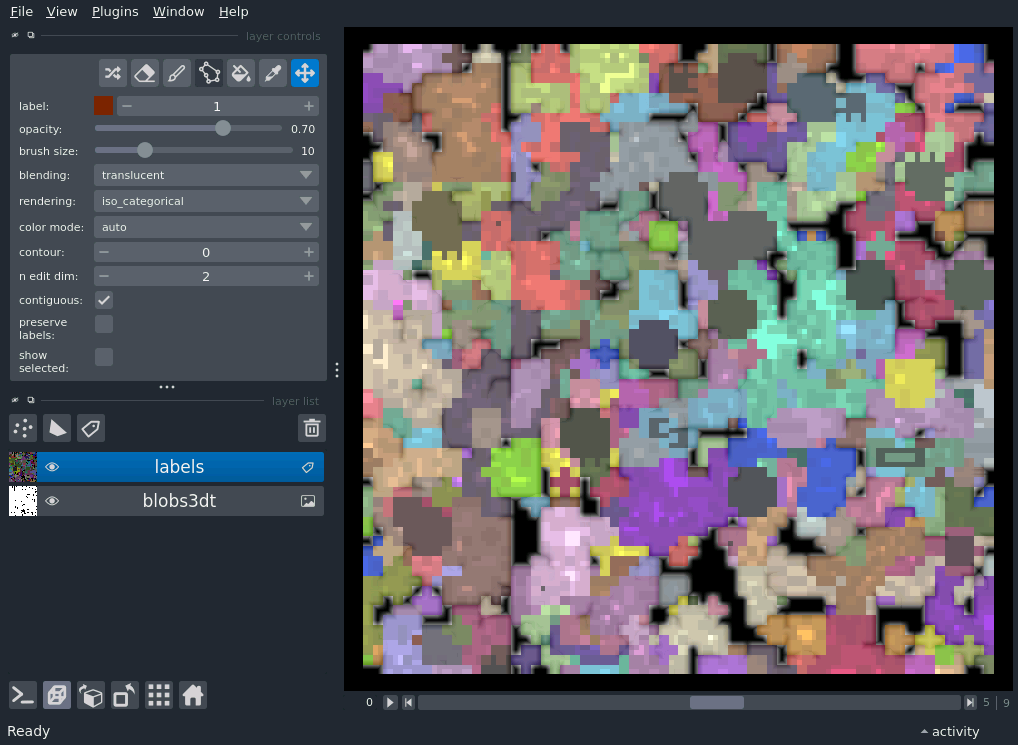 File View Plugins Window Help
layer controls
label: 1
opacity: 0.70
brush size: 10
blending: translucent
rendering: iso_categorical
color mode: auto
contour: 0
n edit dim: 2
contiguous:
preserve
labels:
show
selected:
layer list
labels
blobs3dt
0 5 9
Ready activity